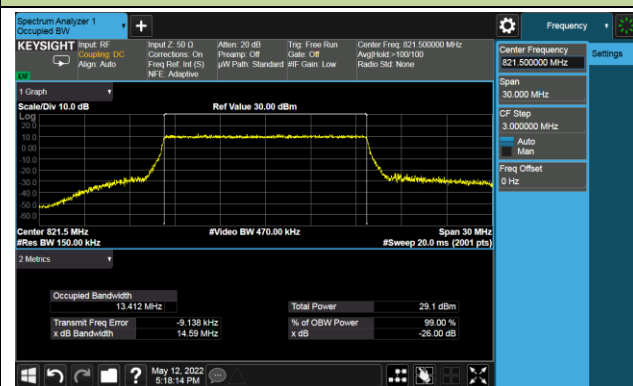 Spectrum Analyzer 1
Occupied BW
Frequency
KEYSIGHT
Input: RF
Coupling: DC
Align: Auto
Input Z: 50 Ω
Corrections: On
Freq Ref: Int (S)
NFE: Adaptive
Atten: 20 dB
Preamp: Off
µW Path: Standard
Trig: Free Run
Gate: Off
#IF Gain: Low
Center Freq: 821.500000 MHz
Avg|Hold:>100/100
Radio Std: None
Center Frequency
821.500000 MHz
Settings
Span
30.000 MHz
CF Step
3.000000 MHz
Auto
Man
Freq Offset
0 Hz
1 Graph
Scale/Div 10.0 dB
Ref Value 30.00 dBm
Log
20.0
10.0
0.00
-10.0
-20.0
-30.0
-40.0
-50.0
-60.0
Center 821.5 MHz
#Video BW 470.00 kHz
Span 30 MHz
#Res BW 150.00 kHz
#Sweep 20.0 ms (2001 pts)
2 Metrics
Occupied Bandwidth
13.412 MHz
Total Power
29.1 dBm
Transmit Freq Error
-9.138 kHz
% of OBW Power
99.00 %
x dB Bandwidth
14.59 MHz
x dB
-26.00 dB
?
May 12, 2022
5:18:14 PM